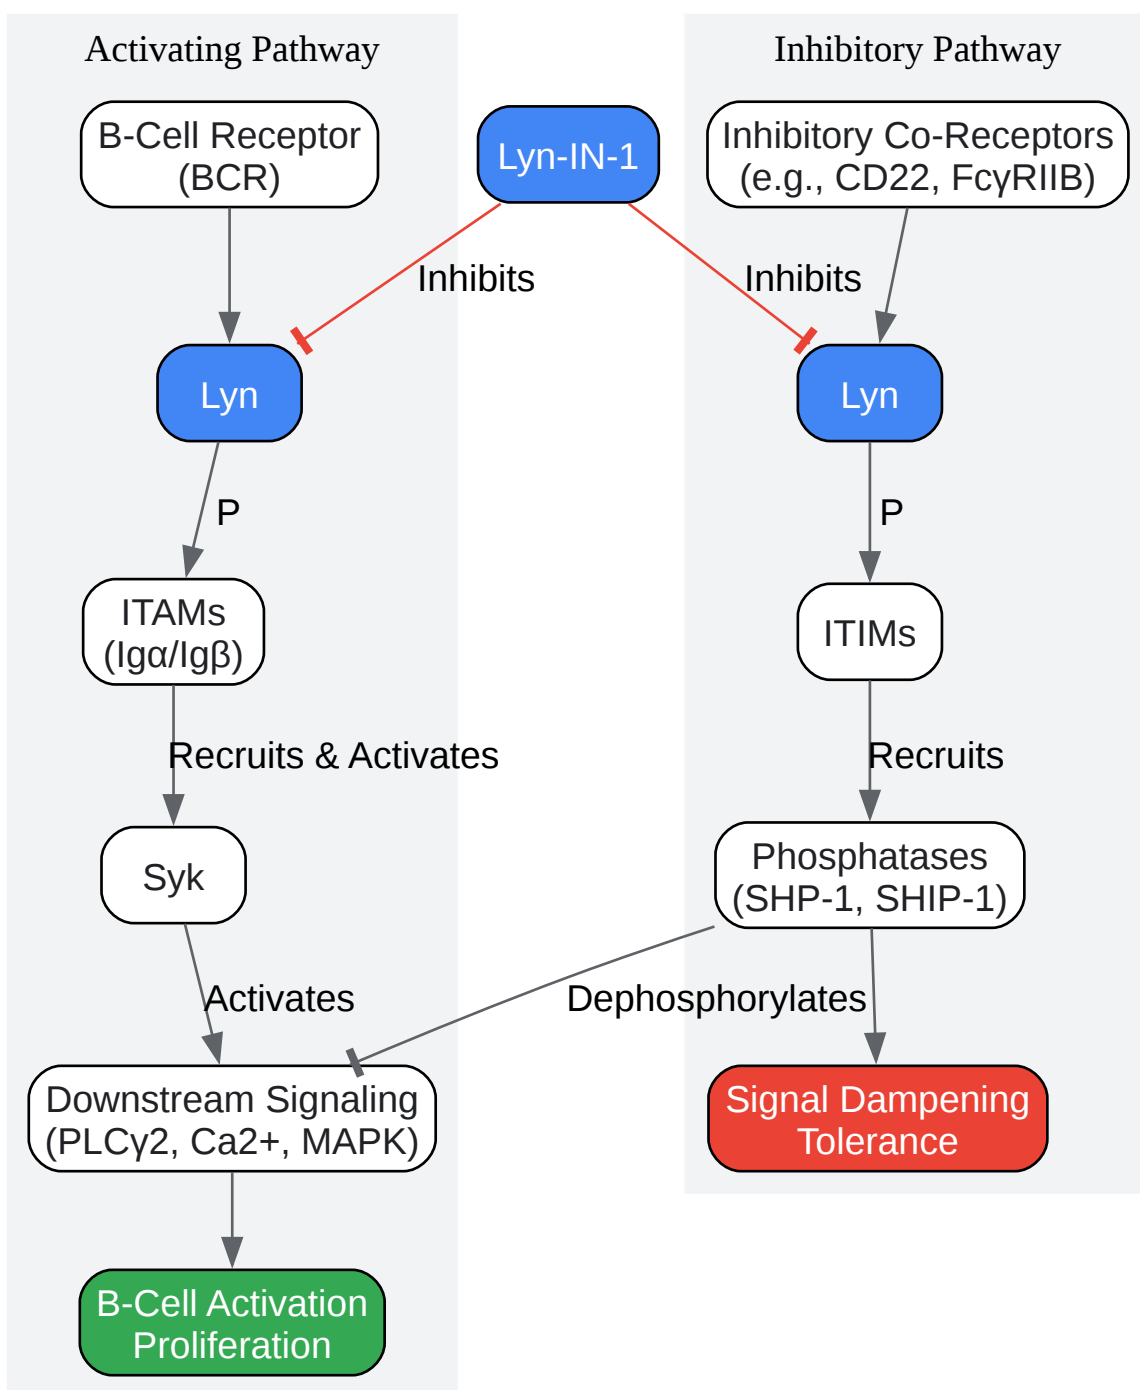 Activating Pathway
Inhibitory Pathway
B-Cell Receptor
(BCR)
Lyn-IN-1
Inhibitory Co-Receptors
(e.g., CD22, FcγRIIB)
Inhibits
Inhibits
Lyn
Lyn
P
P
ITAMs
(Igα/Igβ)
ITIMs
Recruits & Activates
Recruits
Syk
Phosphatases
(SHP-1, SHIP-1)
Activates
Dephosphorylates
Downstream Signaling
(PLCγ2, Ca2+, MAPK)
Signal Dampening
Tolerance
B-Cell Activation
Proliferation